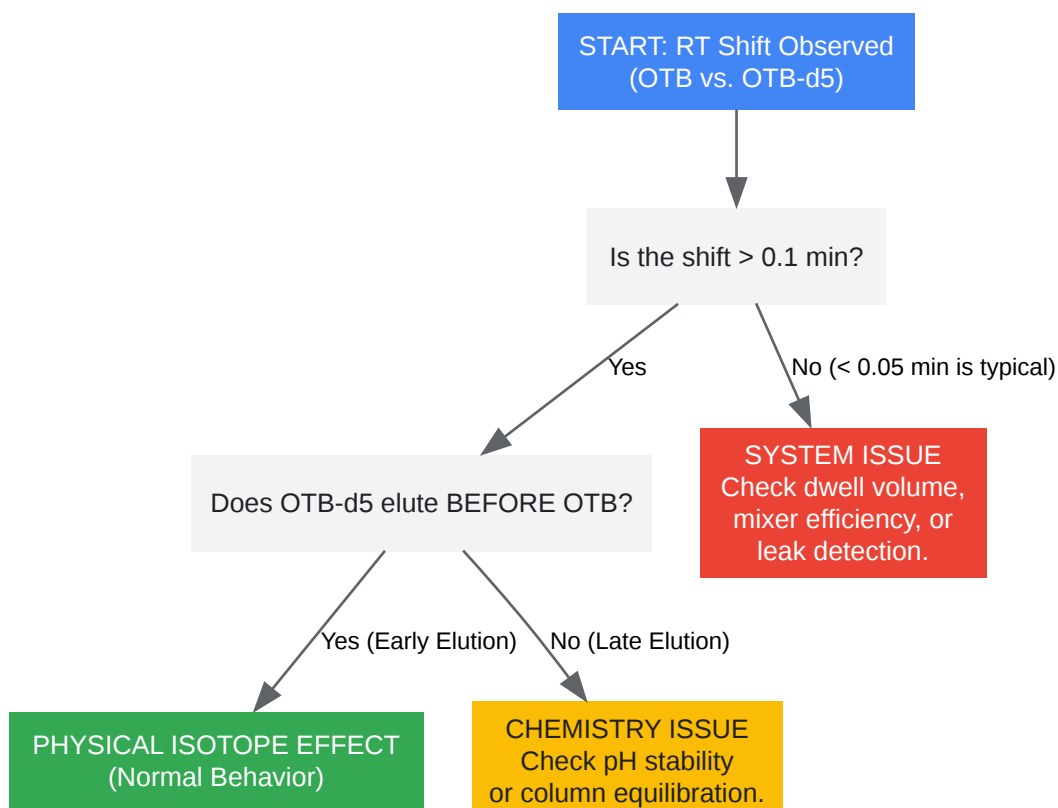 START: RT Shift Observed
(OTB vs. OTB-d5)
Is the shift > 0.1 min?
Yes
No (< 0.05 min is typical)
SYSTEM ISSUE
Check dwell volume,
mixer efficiency, or
leak detection.
Does OTB-d5 elute BEFORE OTB?
Yes (Early Elution)
No (Late Elution)
PHYSICAL ISOTOPE EFFECT
(Normal Behavior)
CHEMISTRY ISSUE
Check pH stability
or column equilibration.